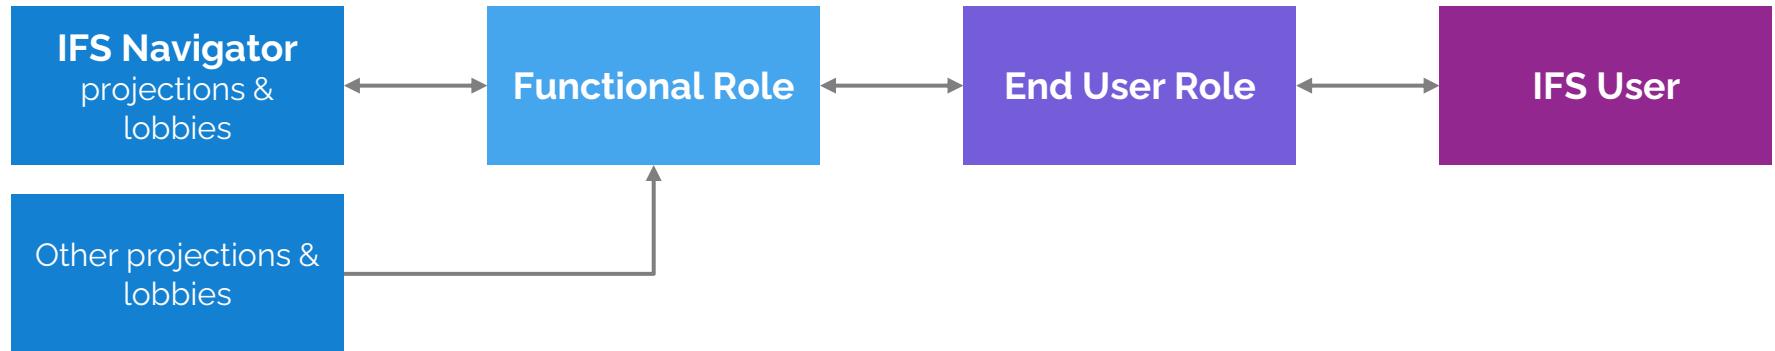 IFS Navigator
projections &
lobbies
Functional Role
End User Role
IFS User
Other projections &
lobbies